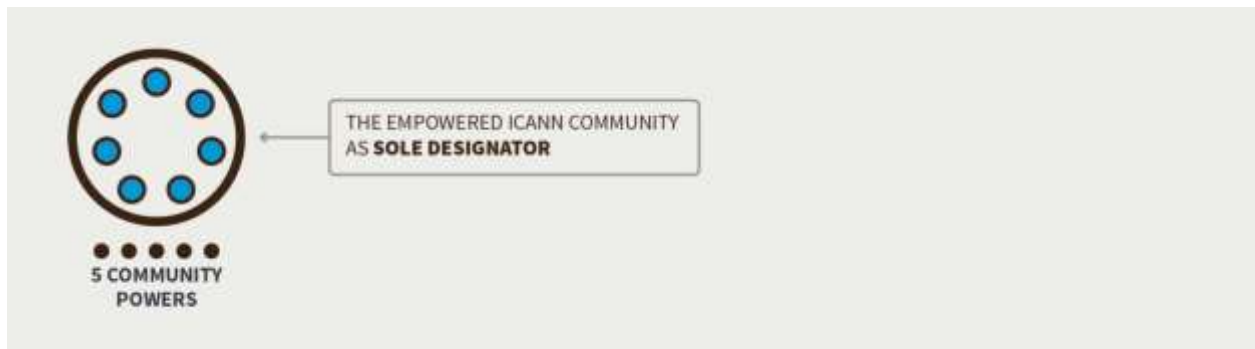 THE EMPOWERED ICANN COMMUNITY
AS SOLE DESIGNATOR
5 COMMUNITY
POWERS